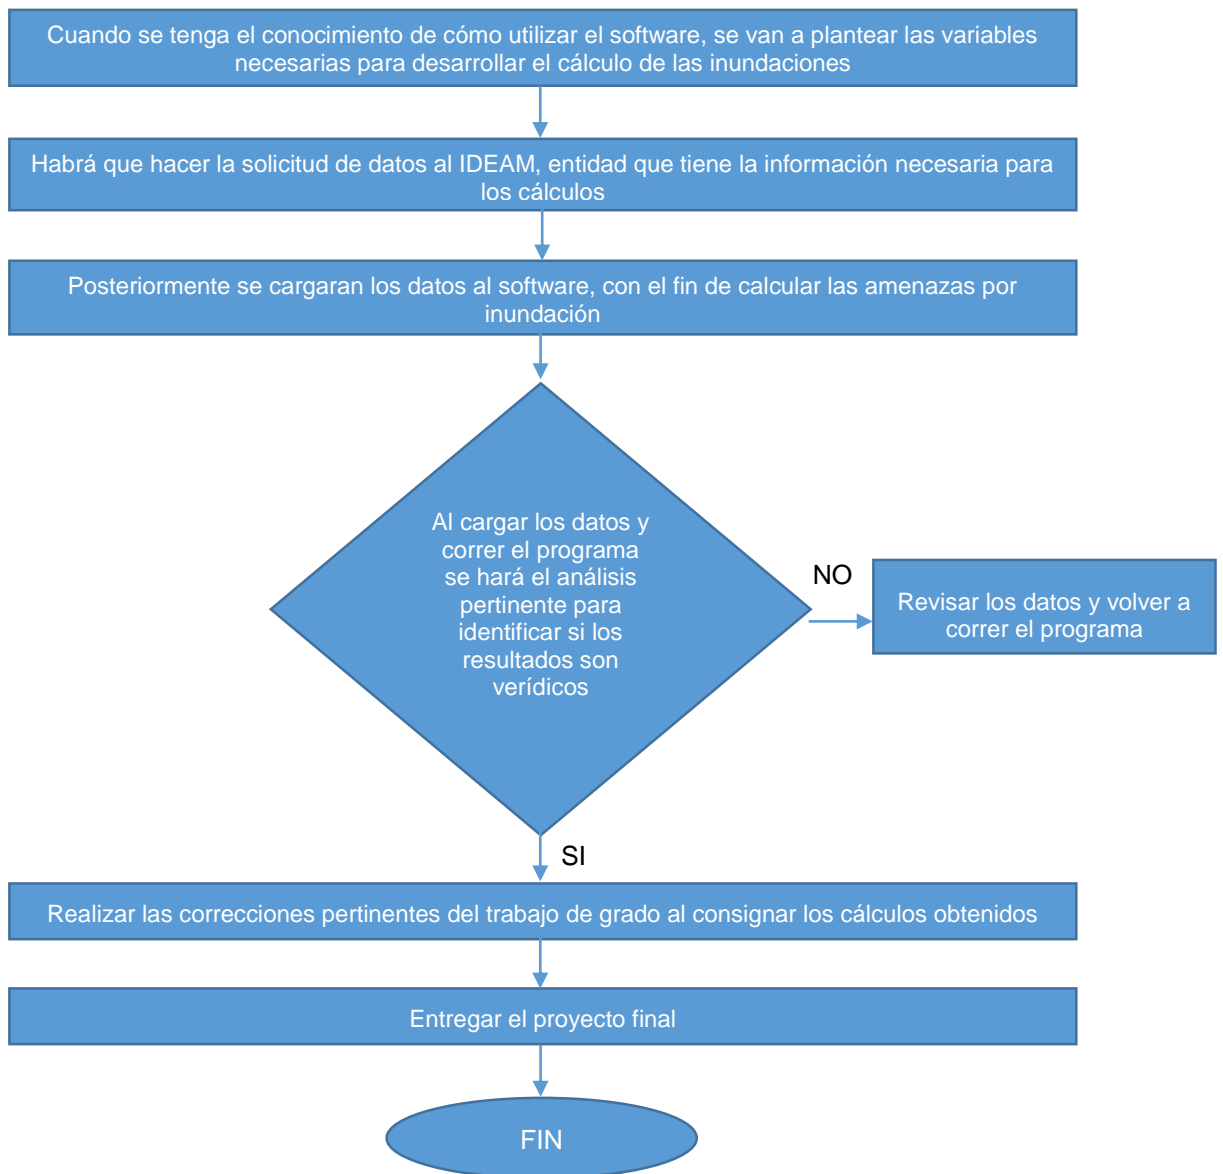 Cuando se tenga el conocimiento de cómo utilizar el software, se van a plantear las variables
necesarias para desarrollar el cálculo de las inundaciones
Habrá que hacer la solicitud de datos al IDEAM, entidad que tiene la información necesaria para
los cálculos
Posteriormente se cargaran los datos al software, con el fin de calcular las amenazas por
inundación
Al cargar los datos y
correr el programa
se hará el análisis
pertinente para
identificar si los
resultados son
verídicos
NO
Revisar los datos y volver a
correr el programa
SI
Realizar las correcciones pertinentes del trabajo de grado al consignar los cálculos obtenidos
Entregar el proyecto final
FIN